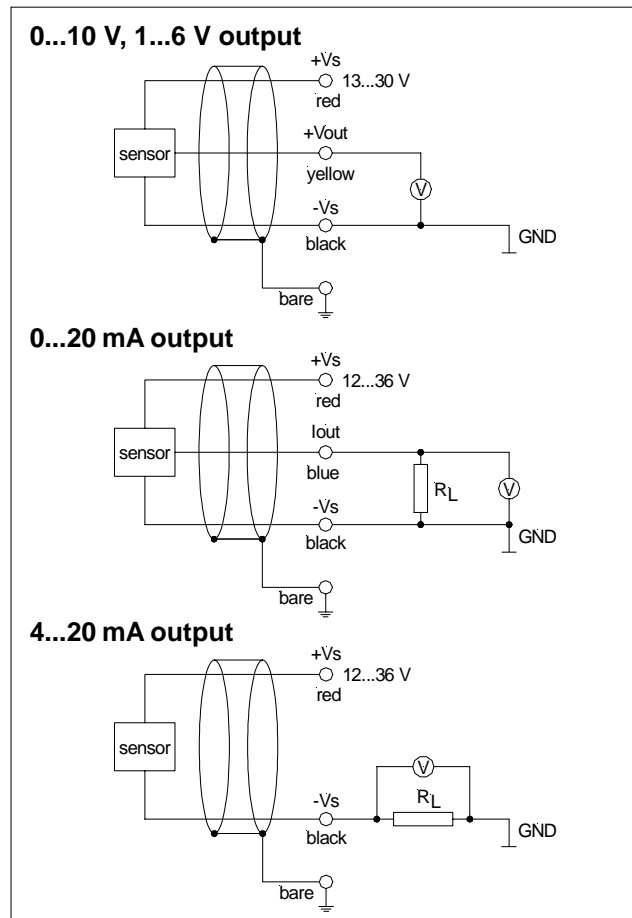 0...10 V, 1...6 V output
+Vs
13...30 V
red
+Vout
sensor
yellow
V
-Vs
black
GND
bare
0...20 mA output
+Vs
12...36 V
red
Iout
sensor
blue
RL
V
-Vs
black
GND
bare
4...20 mA output
+Vs
12...36 V
red
sensor
V
-Vs
RL
black
GND
bare